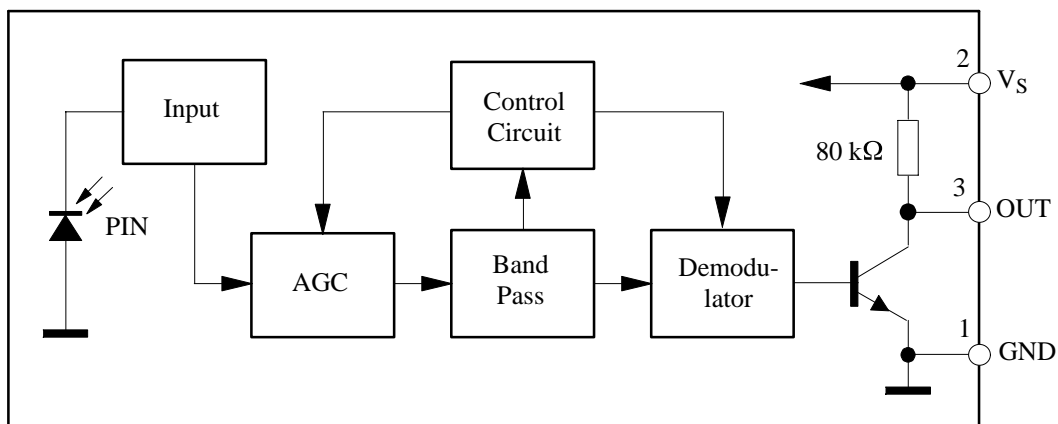 Input
Control
Circuit
2
V_S
80 kΩ
3
OUT
PIN
AGC
Band
Pass
Demodu-
lator
1
GND